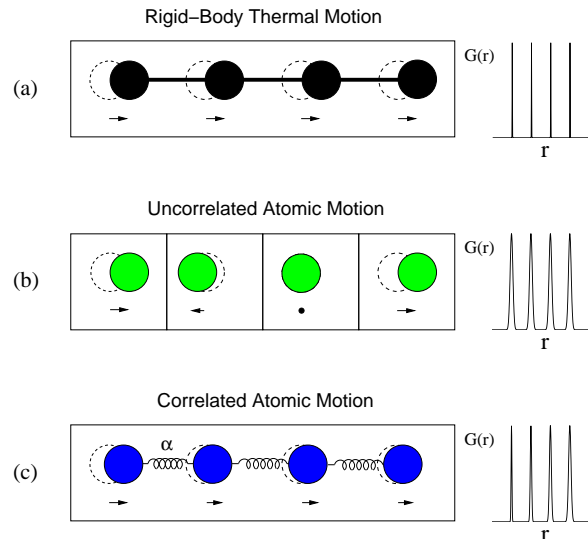 Rigid−Body Thermal Motion
(a)
G(r)
r
Uncorrelated Atomic Motion
(b)
G(r)
r
Correlated Atomic Motion
(c)
α
G(r)
r